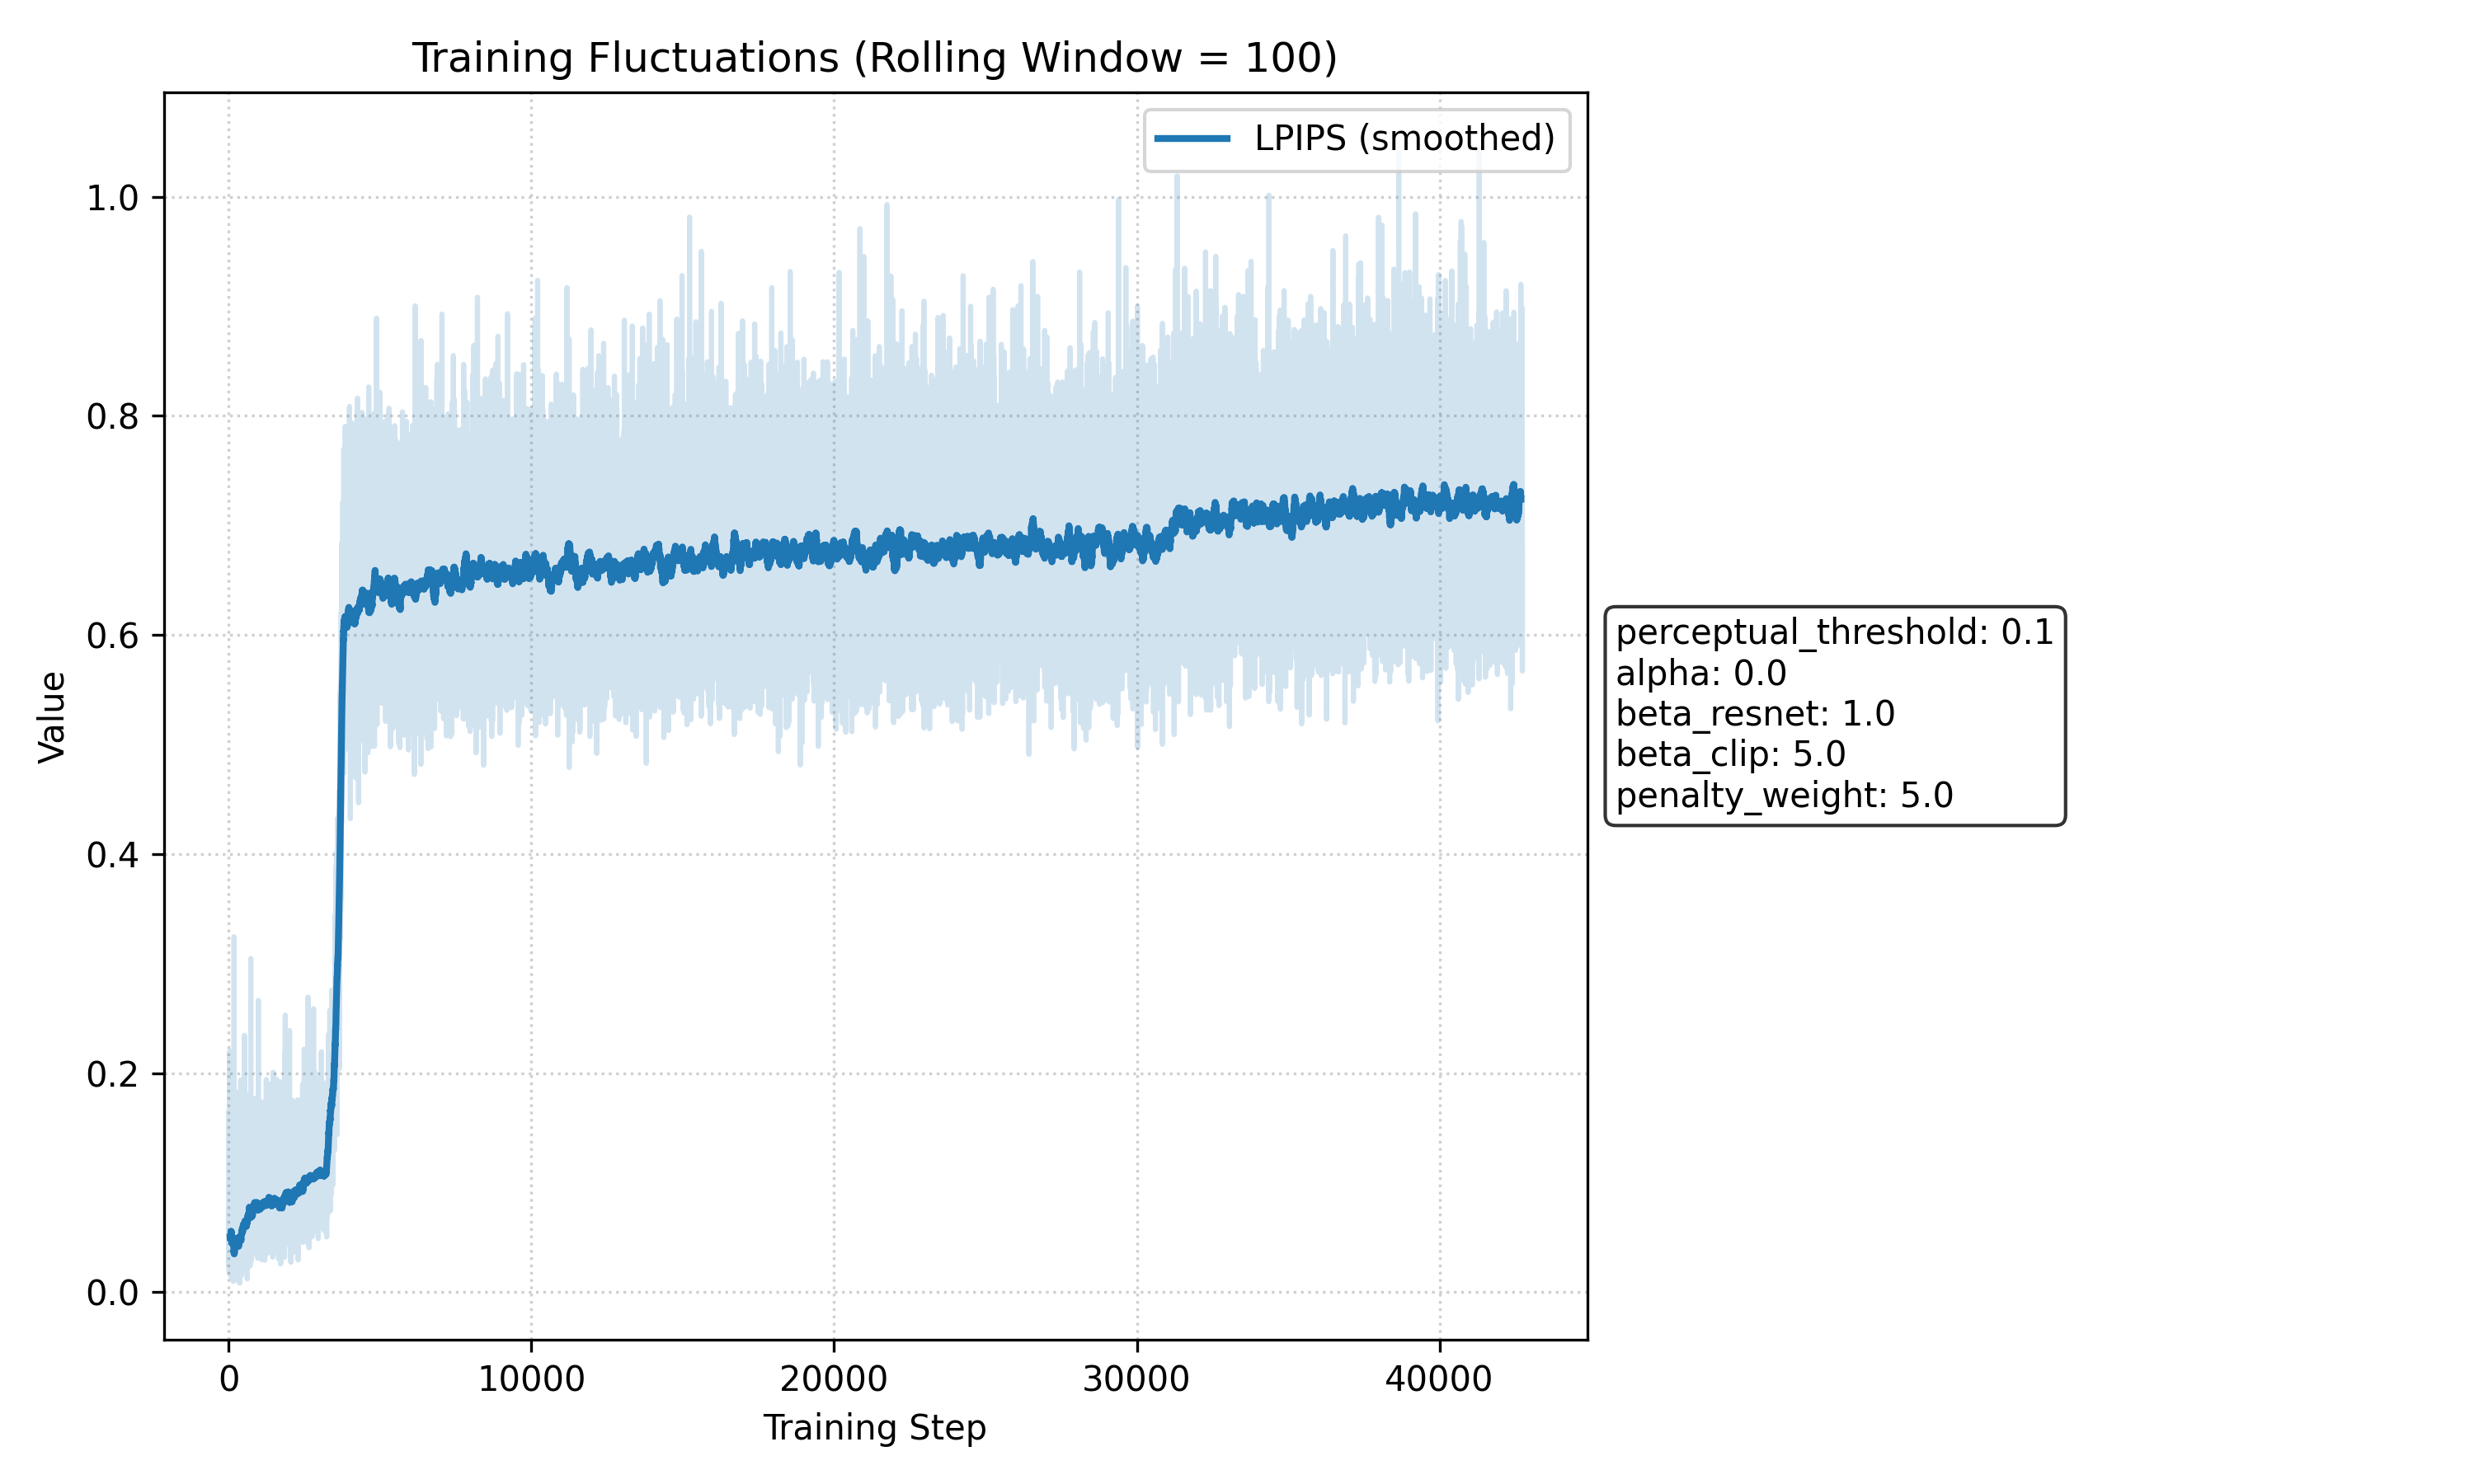 Training Fluctuations (Rolling Window = 100)
LPIPS (smoothed)
1.0
0.8
0.6
0.4
0.2
0.0
Value
0 10000 20000 30000 40000
Training Step
perceptual_threshold: 0.1
alpha: 0.0
beta_resnet: 1.0
beta_clip: 5.0
penalty_weight: 5.0